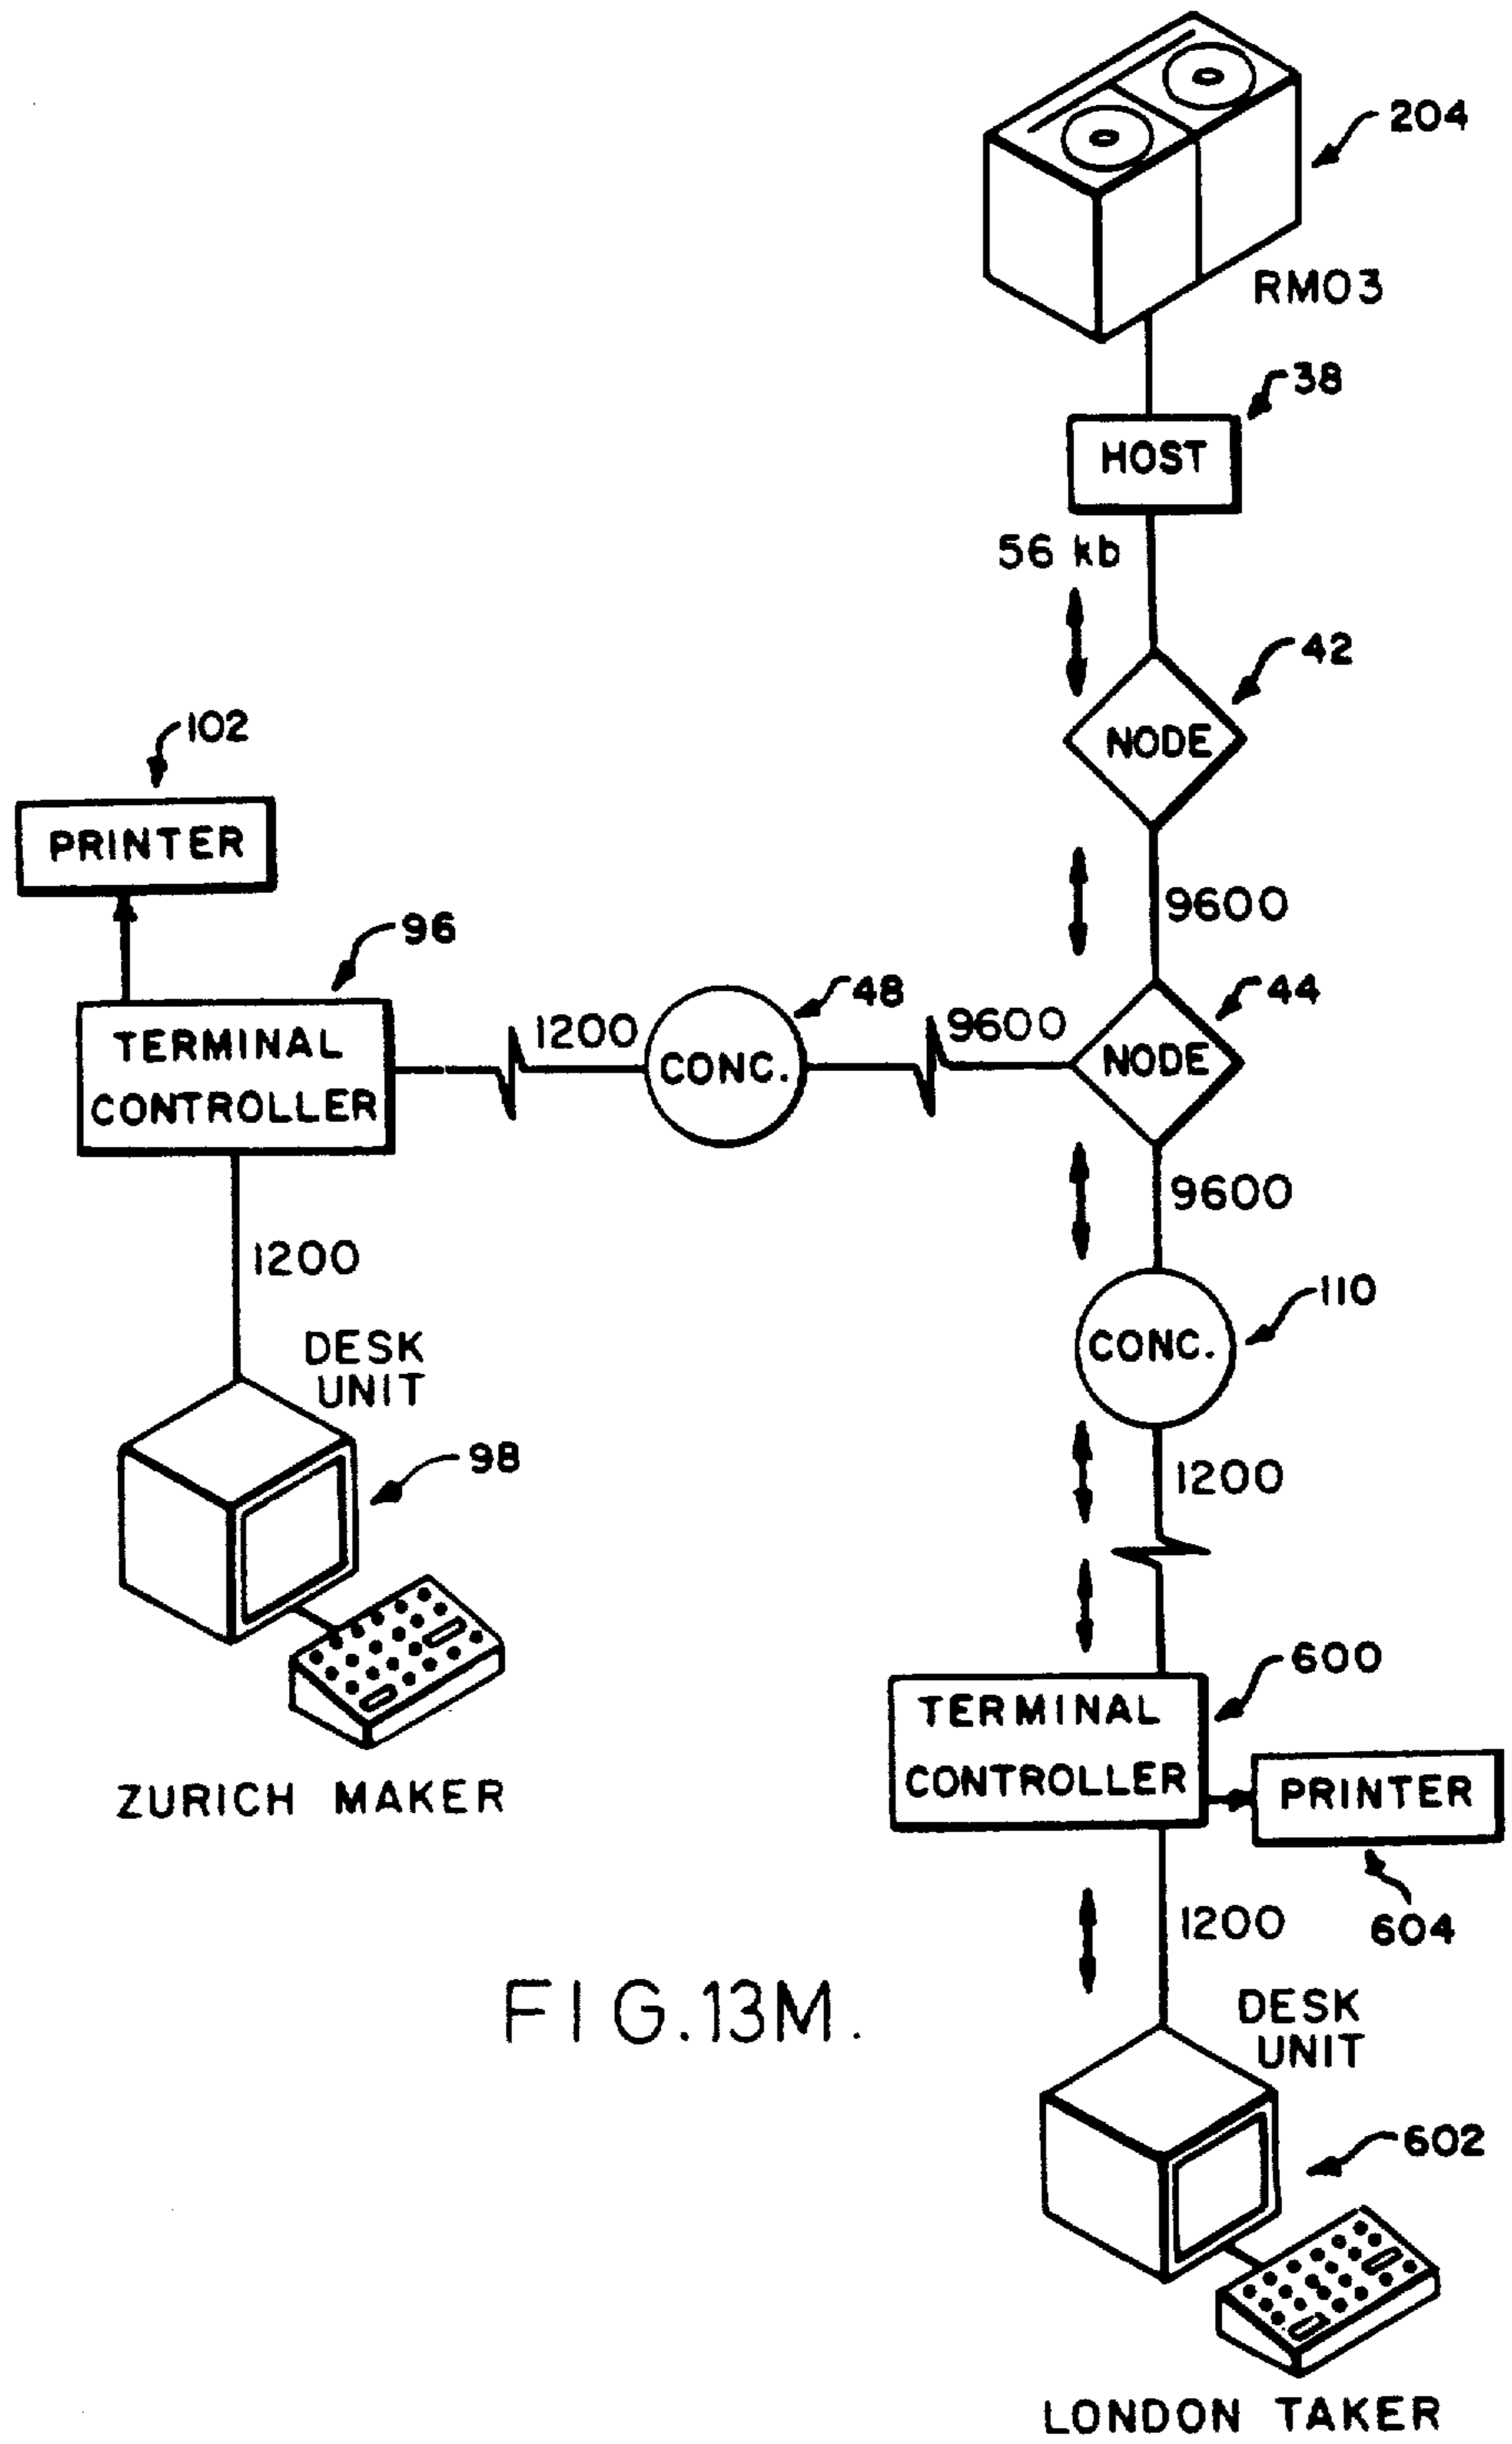 204
RM03
38
HOST
56 kb
42
NODE
102
PRINTER
9600
96
48
44
TERMINAL
CONTROLLER
1200
CONC.
9600
NODE
9600
1200
110
CONC.
DESK
UNIT
98
1200
ZURICH MAKER
600
TERMINAL
CONTROLLER
PRINTER
604
1200
FIG.13M.
DESK
UNIT
602
LONDON TAKER